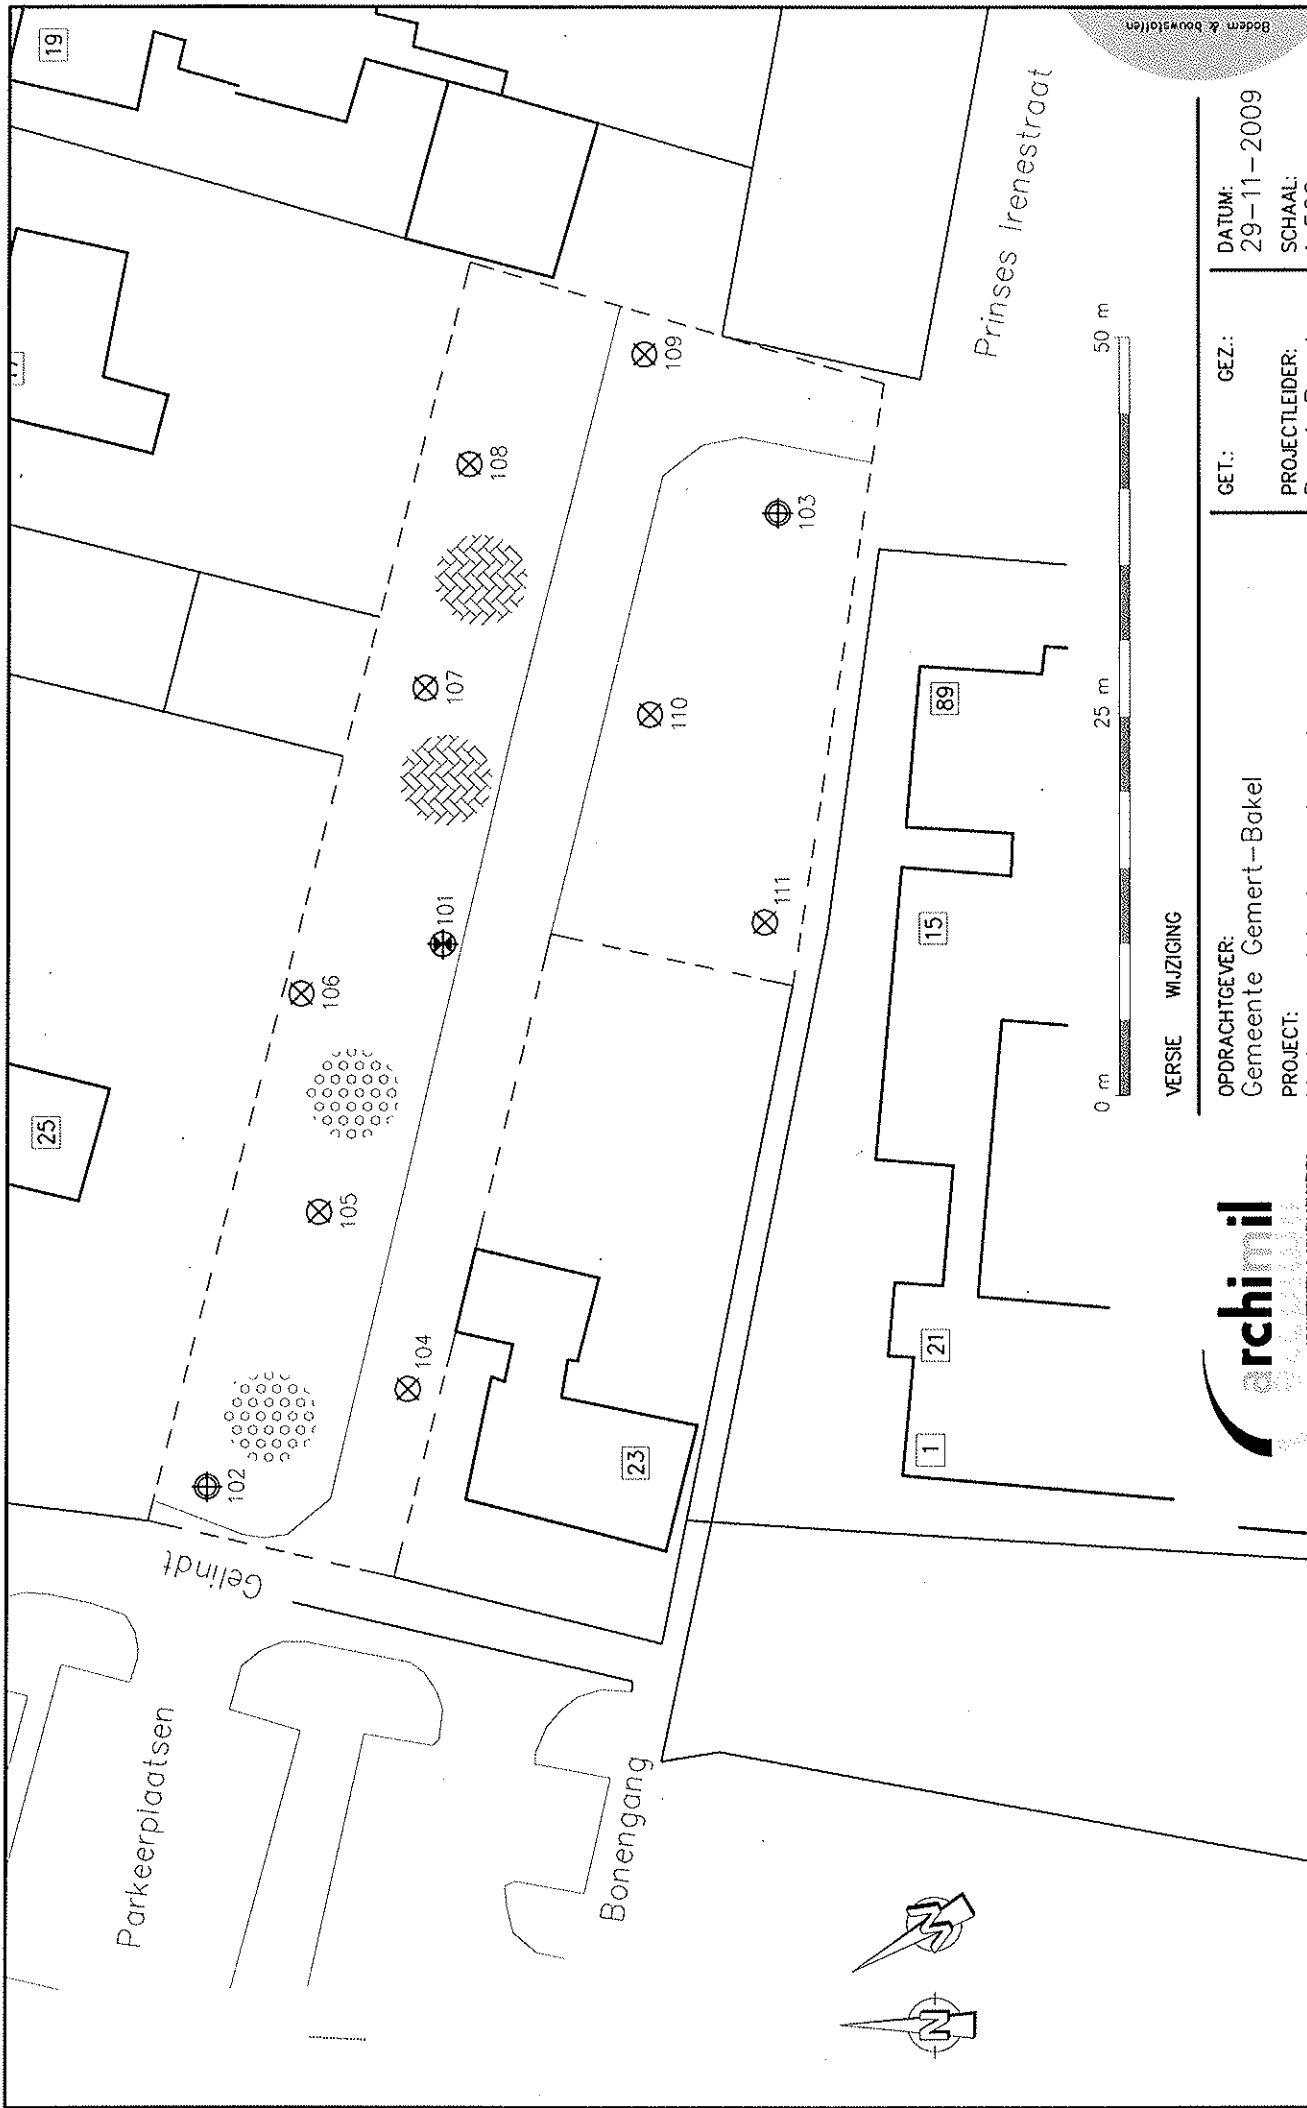 Parkeerplaatsen
Gelindt
Bonengang
Prinses Irenestraat
19
25
23
21
1
15
89
102
104
105
106
101
107
108
109
110
103
111
N
N
0 m
25 m
50 m
VERSIE WIJZIGING
OPDRACHTGEVER:
Gemeente Gemert-Bakel
PROJECT:
GET.: GEZ.:
PROJECTLEIDER:
DATUM:
29-11-2009
SCHAAL:
archimil
Bodem & bouwstoffen